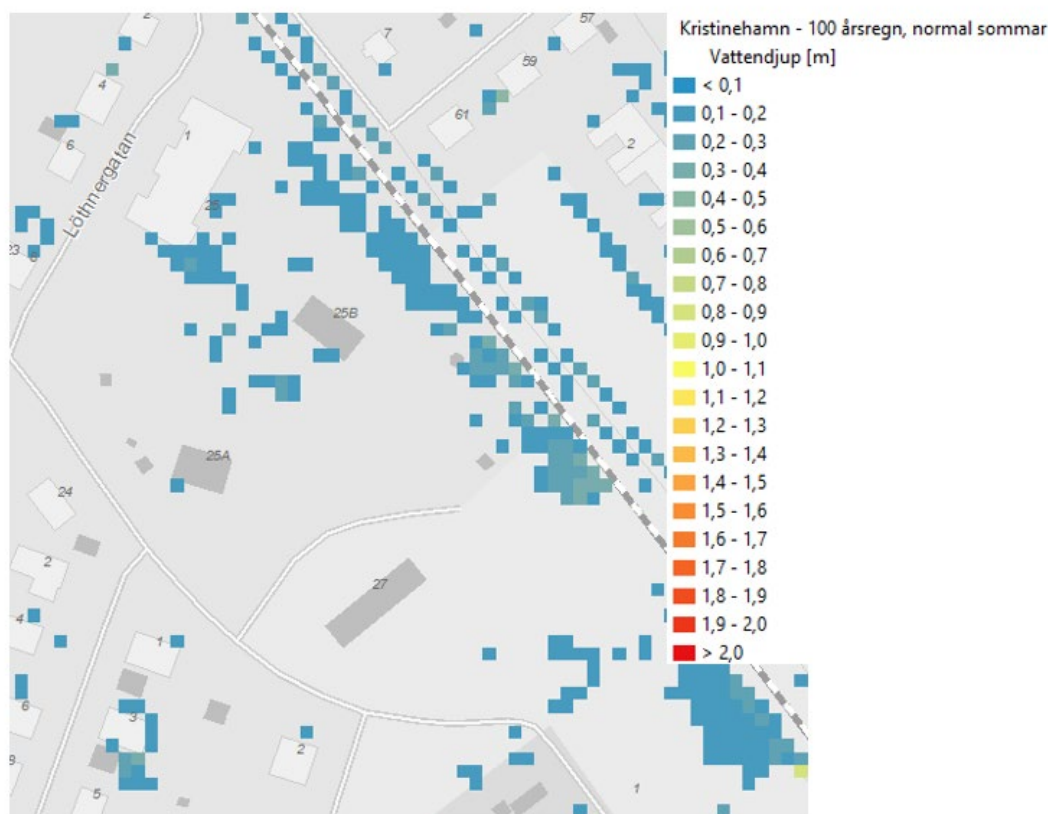 Kristinehamn - 100 årsregn, normal sommar
Vattendjup [m]
< 0,1
0,1 - 0,2
0,2 - 0,3
0,3 - 0,4
0,4 - 0,5
0,5 - 0,6
0,6 - 0,7
0,7 - 0,8
0,8 - 0,9
0,9 - 1,0
1,0 - 1,1
1,1 - 1,2
1,2 - 1,3
1,3 - 1,4
1,4 - 1,5
1,5 - 1,6
1,6 - 1,7
1,7 - 1,8
1,8 - 1,9
1,9 - 2,0
> 2,0
2
57
7
59
4
61
1
6
2
Löthnergatan
25
23
8
25B
25A
24
2
27
4
1
6
3
2
8
5
1